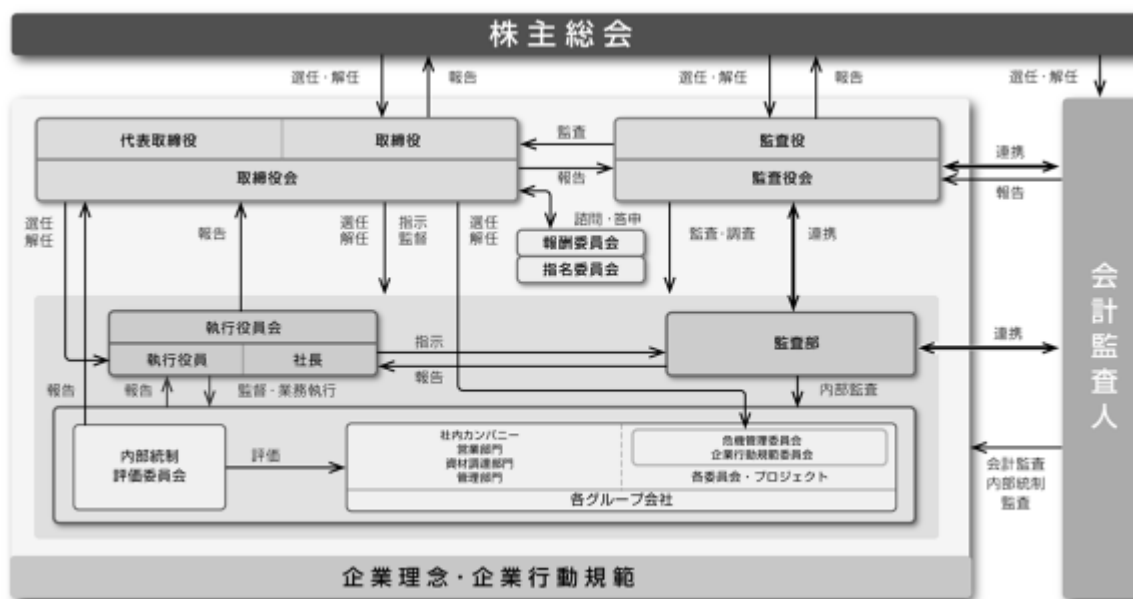 株主総会
選任・解任
報告
選任・解任
報告
選任・解任
代表取締役
取締役
取締役会
監査
報告
監査役
監査役会
連携
報告
選任
解任
報告
選任
解任
指示
監督
選任
解任
諮問・答申
報酬委員会
指名委員会
監査・調査
連携
会計監査人
執行役員会
執行役員
社長
指示
報告
監査部
連携
報告
報告
監督・業務執行
内部監査
内部統制
評価委員会
評価
社内カンパニー
営業部門
資材調達部門
管理部門
危機管理委員会
企業行動規範委員会
各委員会・プロジェクト
各グループ会社
会計監査
内部統制
監査
企業理念・企業行動規範